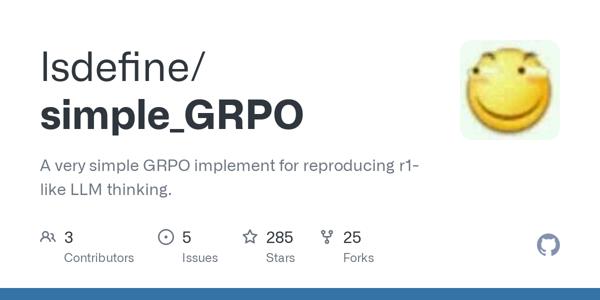 lsdefine/
simple_GRPO
A very simple GRPO implement for reproducing r1-
like LLM thinking.
3 5 285 25
Contributors Issues Stars Forks